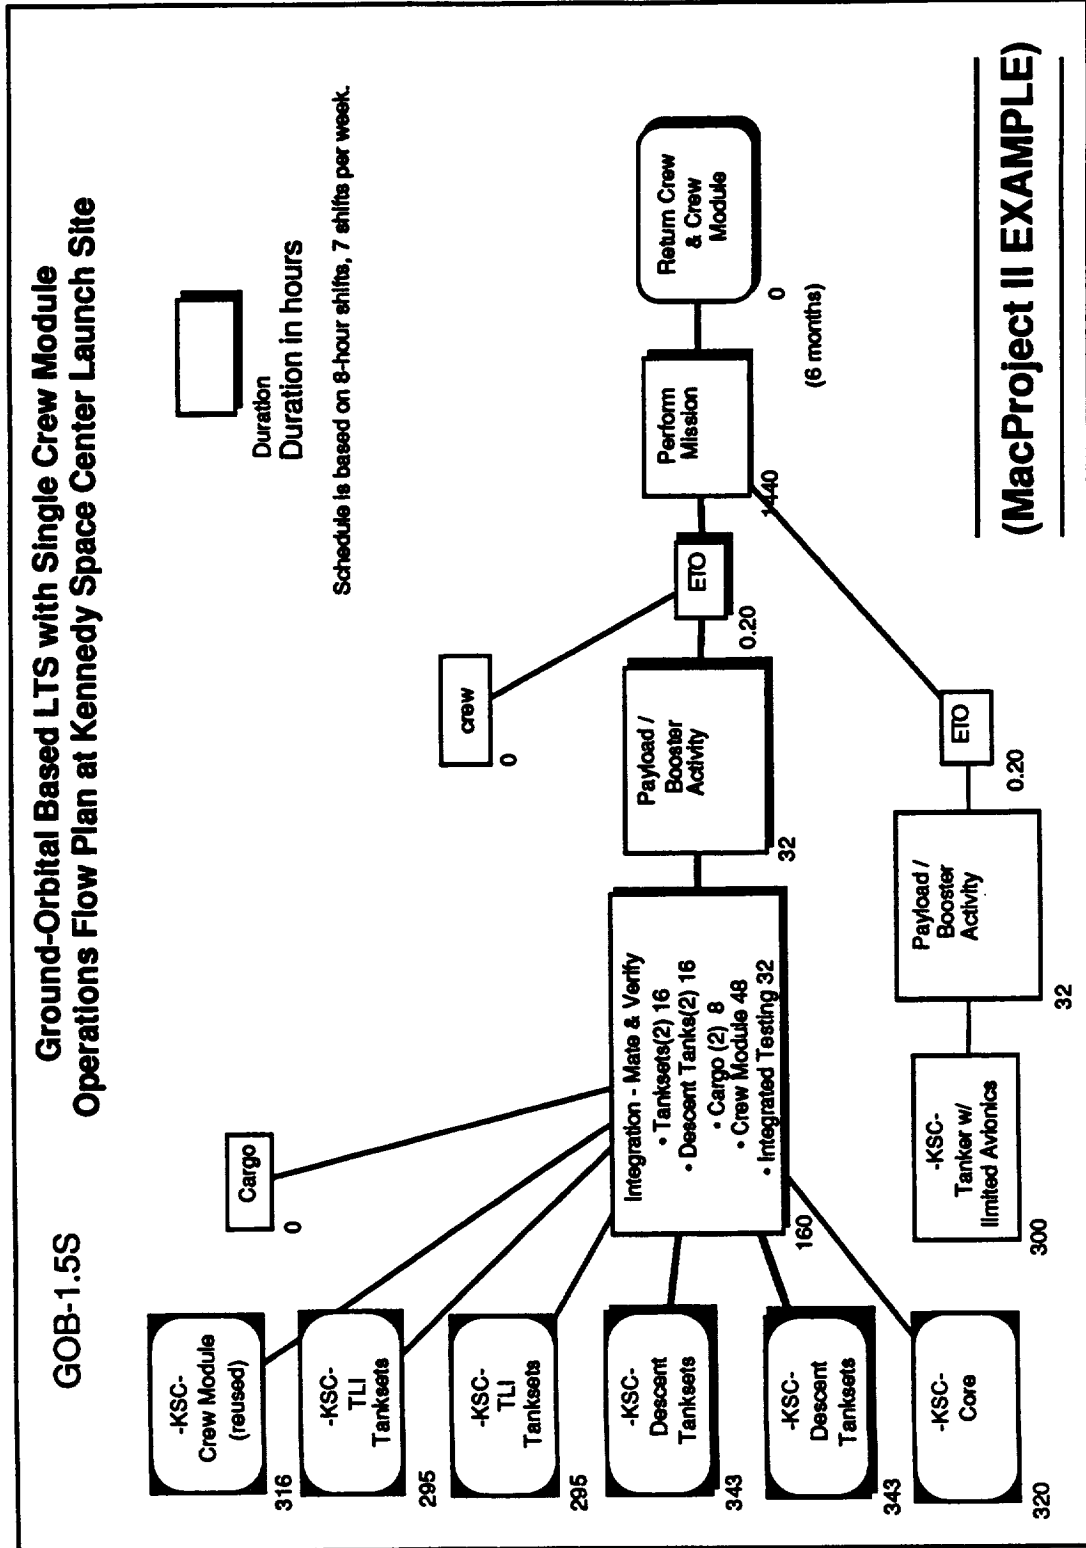 GOB-1.5S
Ground-Orbital Based LTS with Single Crew Module
Operations Flow Plan at Kennedy Space Center Launch Site
Duration
Duration in hours
Schedule is based on 8-hour shifts, 7 shifts per week.
-KSC-
Crew Module
(reused)
316
-KSC-
TLI
Tanksets
295
-KSC-
TLI
Tanksets
295
-KSC-
Descent
Tanksets
343
-KSC-
Descent
Tanksets
343
-KSC-
Core
320
Cargo
0
Integration - Mate & Verify
• Tanksets(2) 16
• Descent Tanks(2) 16
• Cargo (2) 8
• Crew Module 48
• Integrated Testing 32
160
-KSC-
Tanker w/
limited Avionics
300
Payload /
Booster
Activity
32
Payload /
Booster
Activity
32
crew
0
ETO
0.20
ETO
0.20
Perform
Mission
1440
Return Crew
& Crew
Module
0
(6 months)
(MacProject II EXAMPLE)